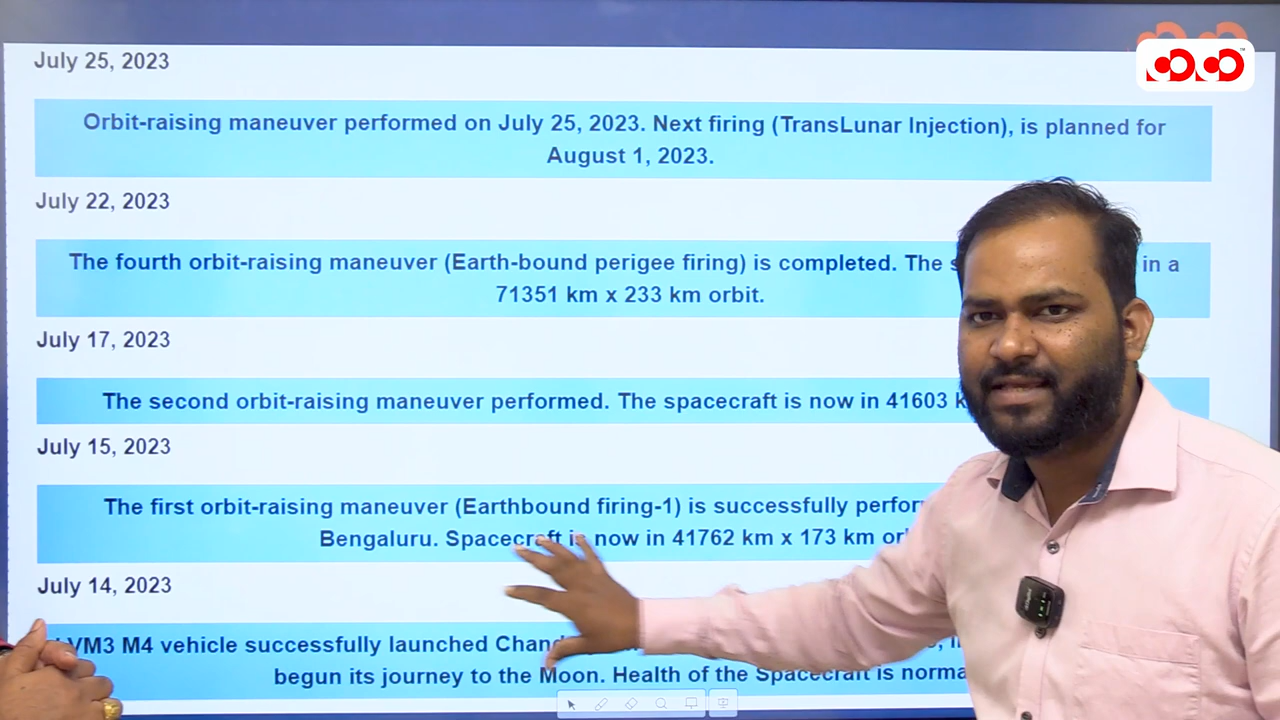 July 25, 2023
Orbit-raising maneuver performed on July 25, 2023. Next firing (TransLunar Injection), is planned for
August 1, 2023.
July 22, 2023
The fourth orbit-raising maneuver (Earth-bound perigee firing) is completed. The in a
71351 km x 233 km orbit.
July 17, 2023
The second orbit-raising maneuver performed. The spacecraft is now in 41603
July 15, 2023
The first orbit-raising maneuver (Earthbound firing-1) is successfully
Bengaluru. Spacecraft is now in 41762 km x 173 km
July 14, 2023
M4 vehicle successfully launched
begun its journey to the Moon. Health of the Spacecraft is